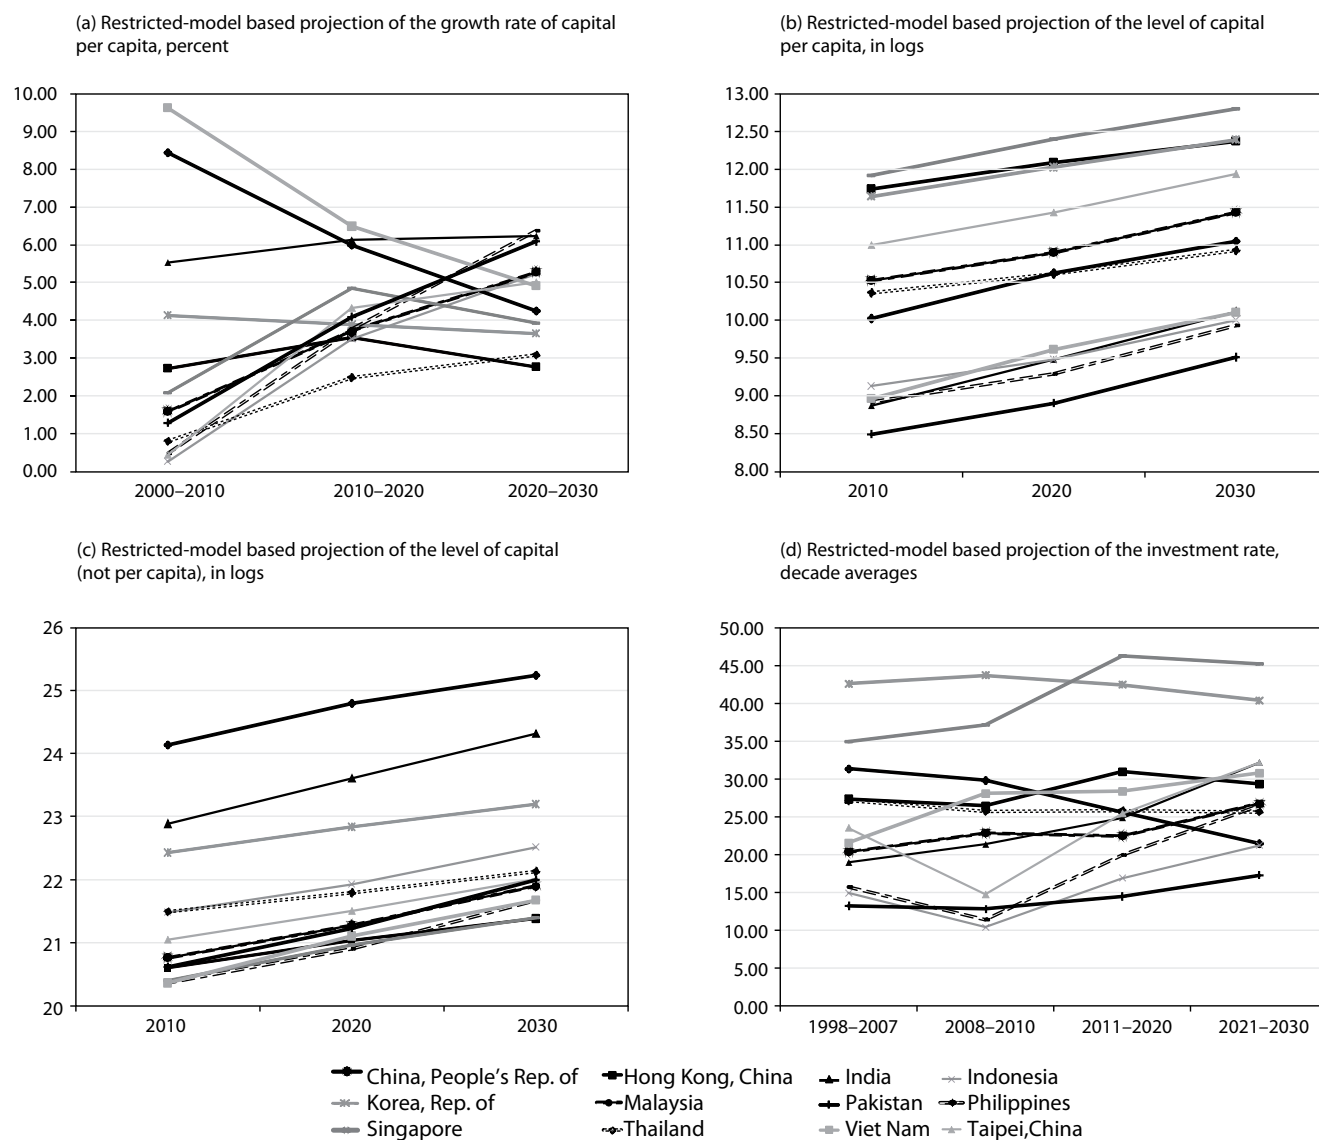 (a) Restricted-model based projection of the growth rate of capital
per capita, percent
10.00
9.00
8.00
7.00
6.00
5.00
4.00
3.00
2.00
1.00
0.00
2000–2010 2010–2020 2020–2030
(b) Restricted-model based projection of the level of capital
per capita, in logs
13.00
12.50
12.00
11.50
11.00
10.50
10.00
9.50
9.00
8.50
8.00
2010 2020 2030
(c) Restricted-model based projection of the level of capital
(not per capita), in logs
26
25
24
23
22
21
20
2010 2020 2030
(d) Restricted-model based projection of the investment rate,
decade averages
50.00
45.00
40.00
35.00
30.00
25.00
20.00
15.00
10.00
5.00
0.00
1998–2007 2008–2010 2011–2020 2021–2030
China, People's Rep. of Hong Kong, China India Indonesia
Korea, Rep. of Malaysia Pakistan Philippines
Singapore Thailand Viet Nam Taipei,China